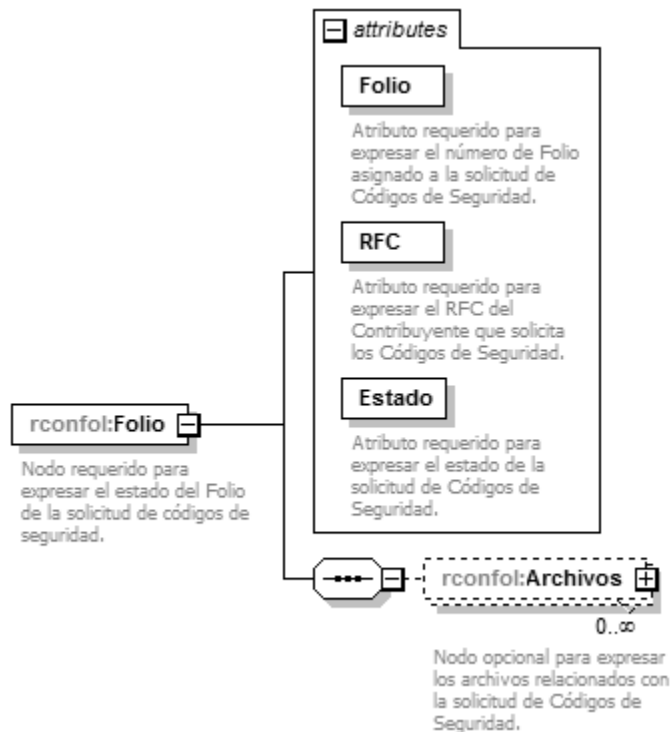 attributes
Folio
Atributo requerido para
expresar el número de Folio
asignado a la solicitud de
Códigos de Seguridad.
RFC
Atributo requerido para
expresar el RFC del
Contribuyente que solicita
los Códigos de Seguridad.
Estado
Atributo requerido para
expresar el estado de la
solicitud de Códigos de
Seguridad.
rconfol:Folio
Nodo requerido para
expresar el estado del Folio
de la solicitud de códigos de
seguridad.
rconfol:Archivos
0..∞
Nodo opcional para expresar
los archivos relacionados con
la solicitud de Códigos de
Seguridad.